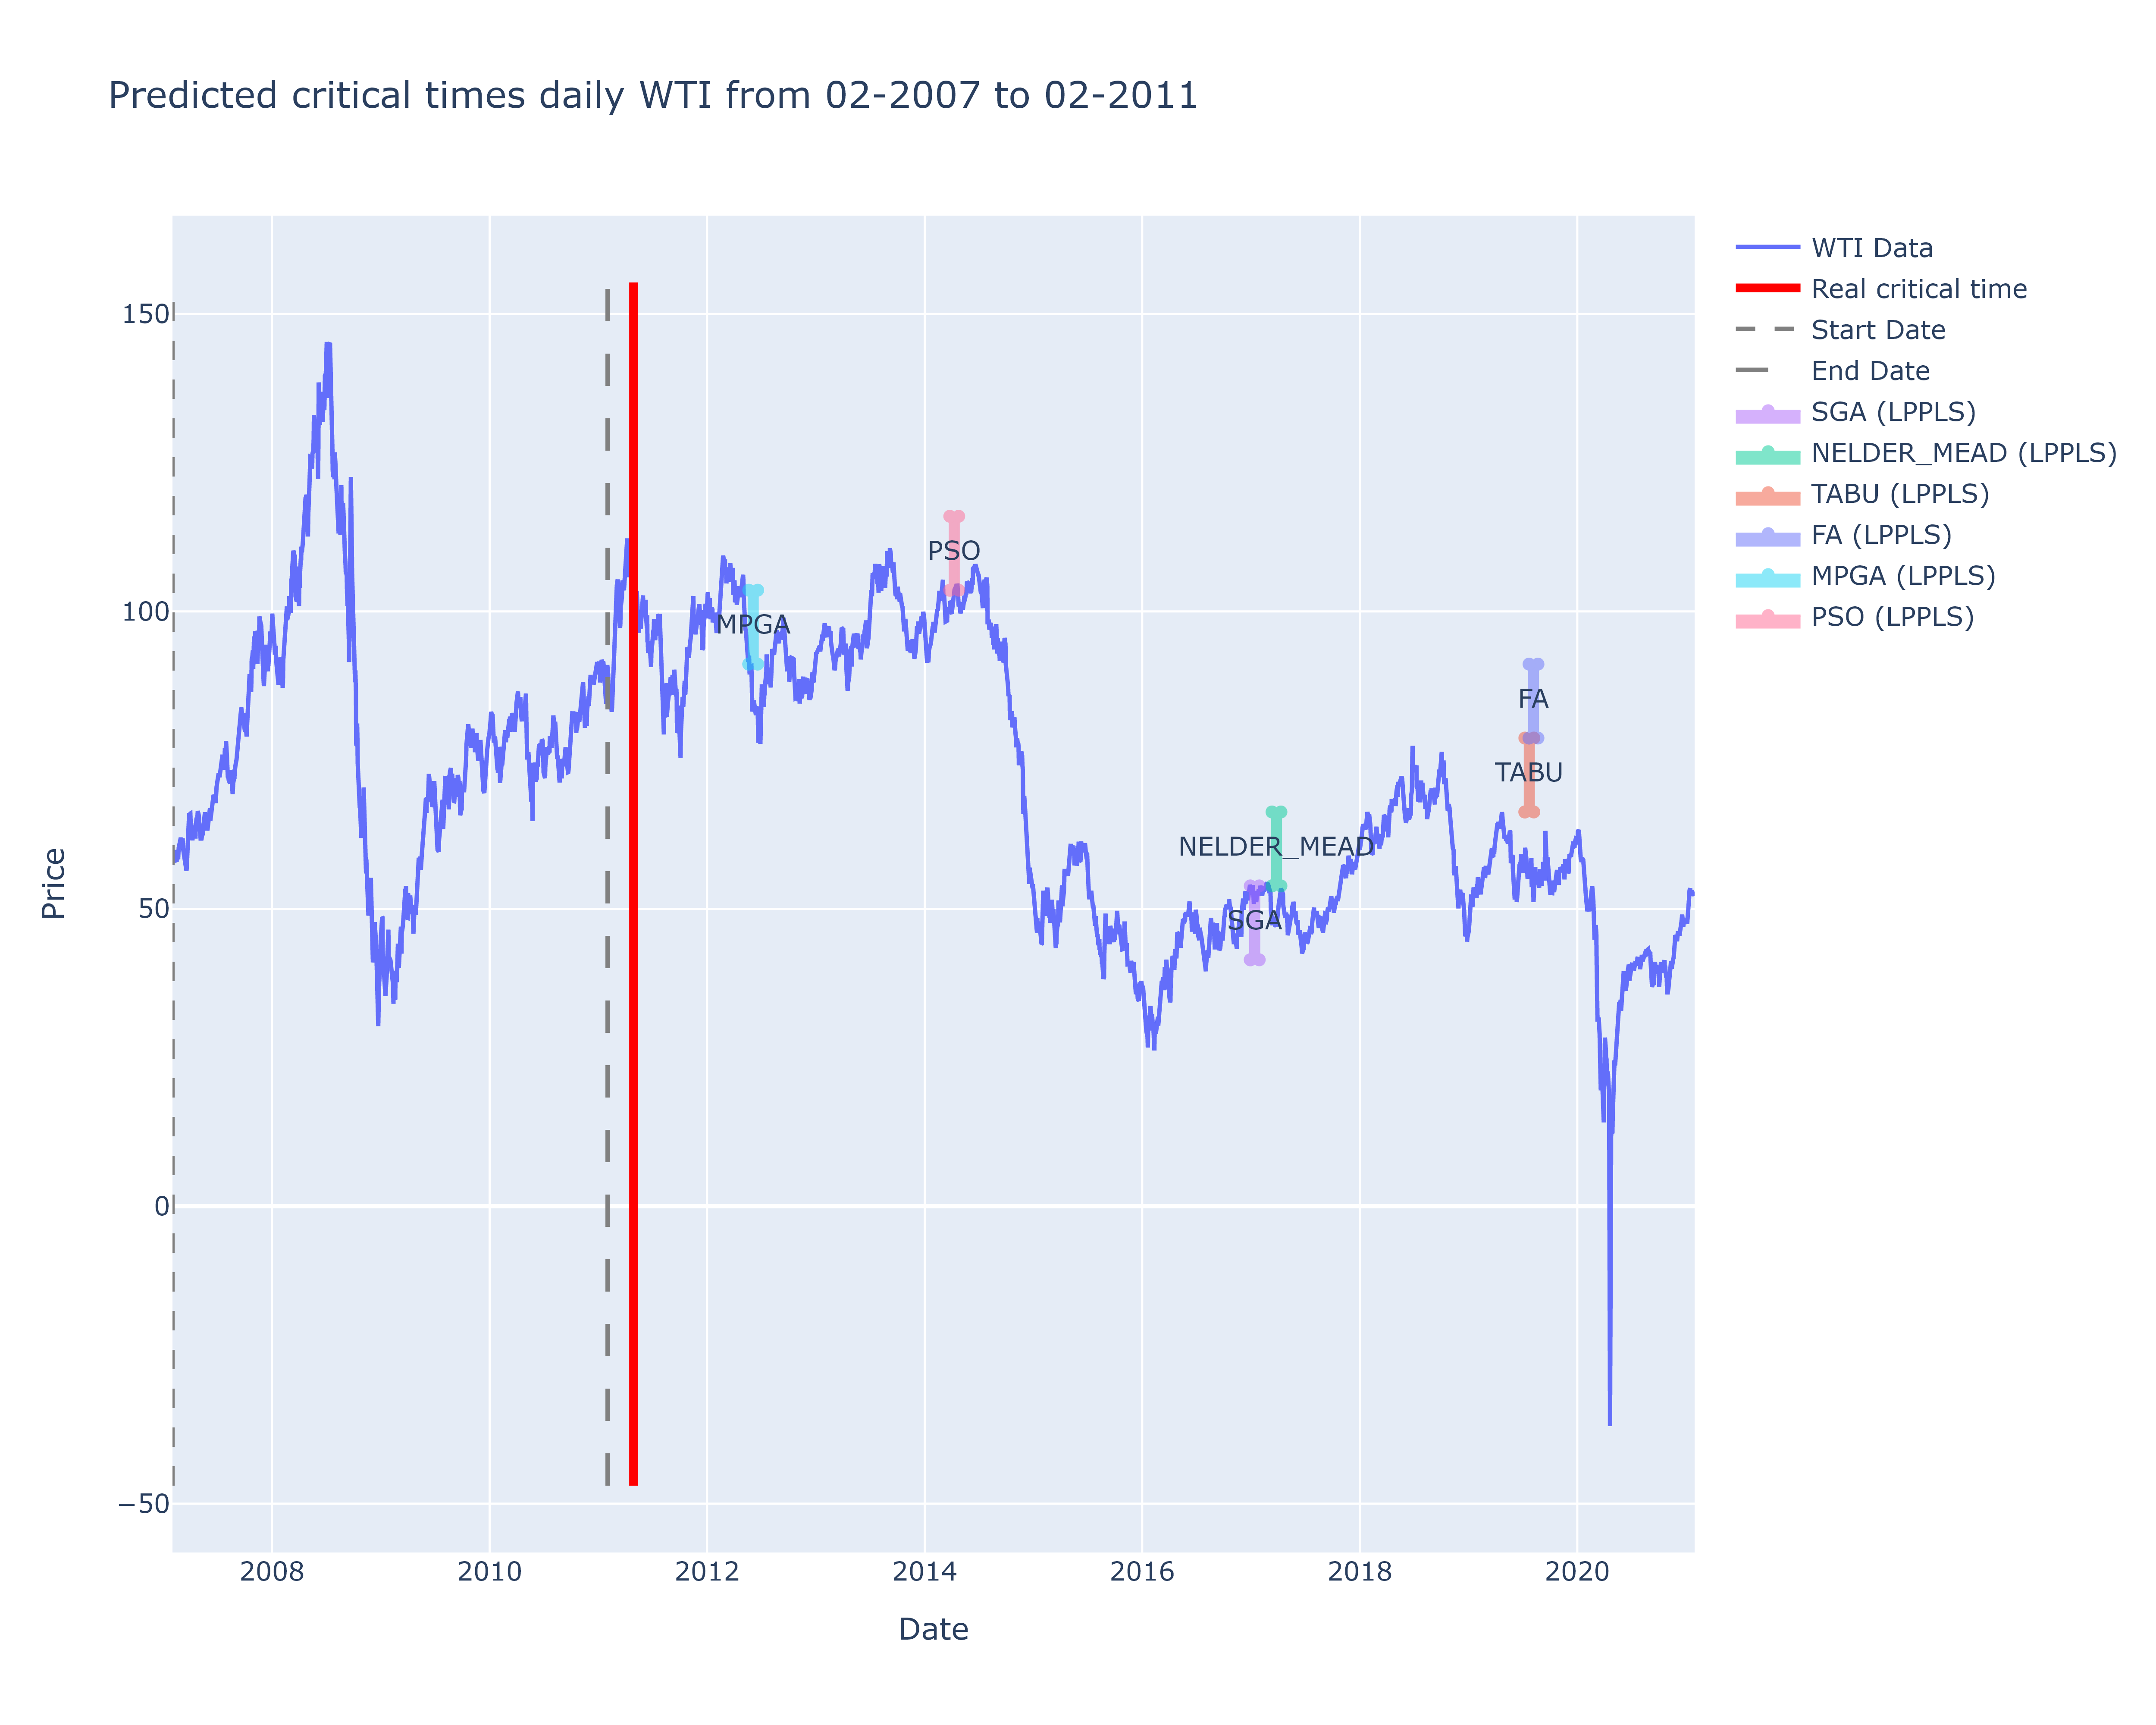 Predicted critical times daily WTI from 02-2007 to 02-2011
WTI Data
Real critical time
Start Date
End Date
SGA (LPPLS)
NELDER_MEAD (LPPLS)
TABU (LPPLS)
FA (LPPLS)
MPGA (LPPLS)
PSO (LPPLS)
150
100
50
0
−50
Price
PSO
MPGA
FA
TABU
NELDER_MEAD
SGA
2008
2010
2012
2014
2016
2018
2020
Date